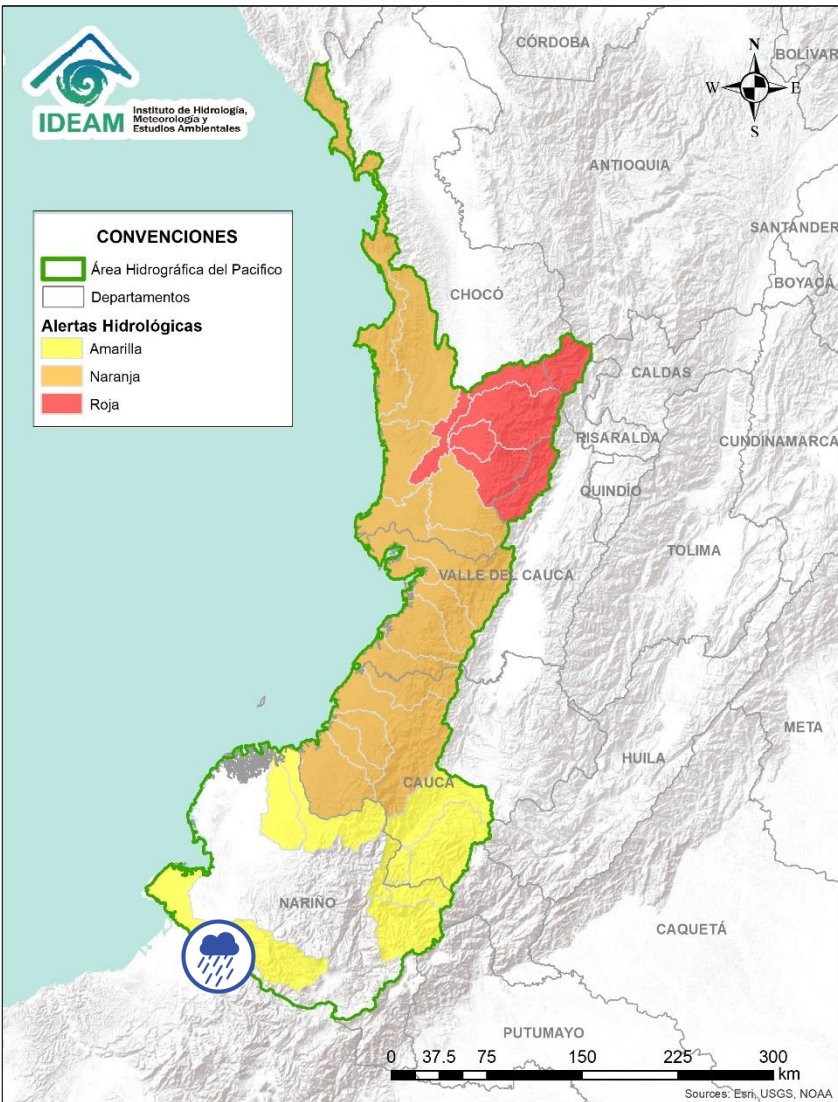 IDEAM
Instituto de Hidrología,
Meteorología y
Estudios Ambientales
CÓRDOBA
BOLÍVAR
N
W E
S
ANTIOQUIA
SANTANDER
BOYACÁ
CONVENCIONES
Área Hidrográfica del Pacifico
Departamentos
Alertas Hidrológicas
Amarilla
Naranja
Roja
CHOCÓ
CALDAS
RISARALDA
CUNDINAMARCA
QUINDÍO
TOLIMA
VALLE DEL CAUCA
META
HUILA
CAUCA
NARIÑO
CAQUETÁ
PUTUMAYO
0 37.5 75 150 225 300
km
Sources: Esri, USGS, NOAA